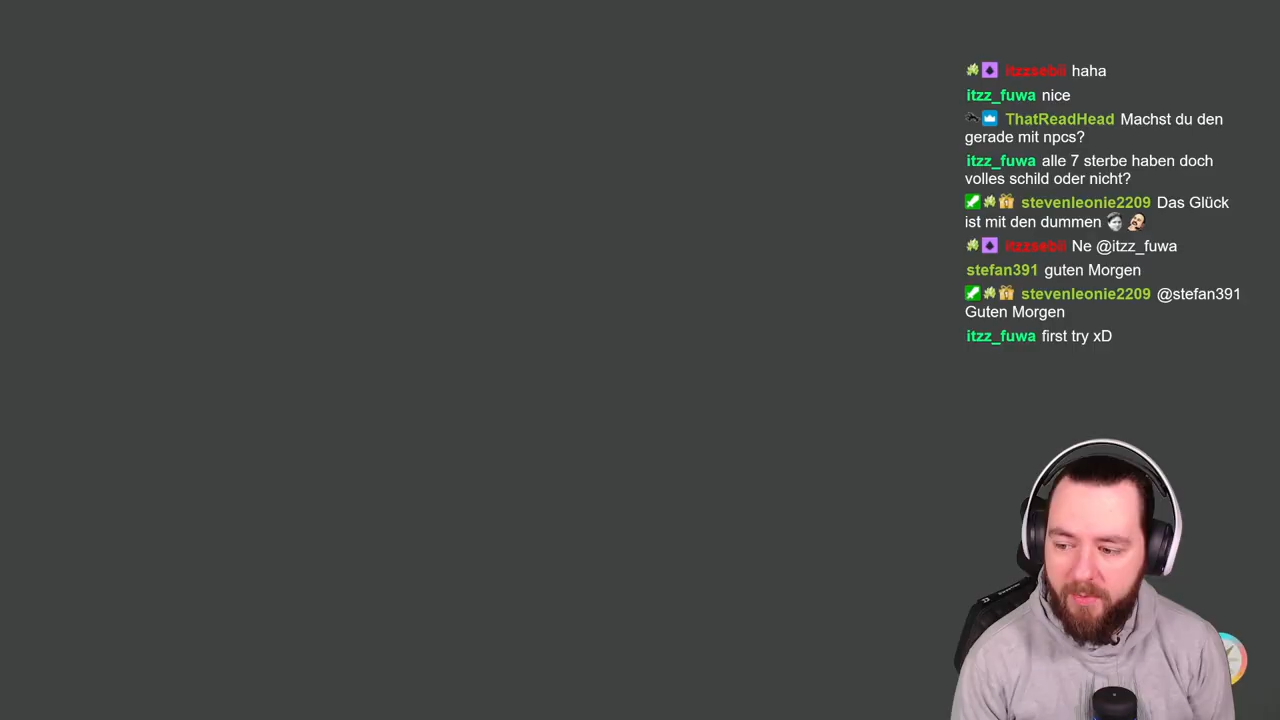 itzzsebii haha
itzz_fuwa nice
ThatReadHead Machst du den
gerade mit npcs?
itzz_fuwa alle 7 sterbe haben doch
volles schild oder nicht?
stevenleonie2209 Das Glück
ist mit den dummen
itzzsebii Ne @itzz_fuwa
stefan391 guten Morgen
stevenleonie2209 @stefan391
Guten Morgen
itzz_fuwa first try xD